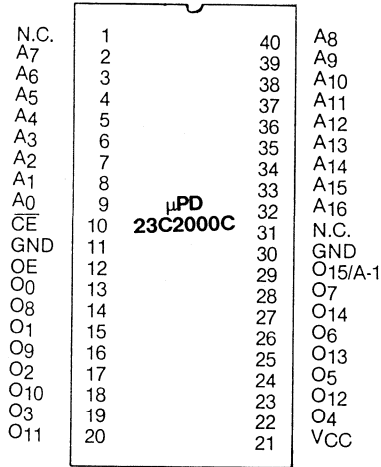 N.C. 1 40 A8
A7 2 39 A9
A6 3 38 A10
A5 4 37 A11
A4 5 36 A12
A3 6 35 A13
A2 7 34 A14
A1 8 33 A15
A0 9 μPD 32 A16
CE 10 23C2000C 31 N.C.
GND 11 30 GND
OE 12 29 O15/A-1
O0 13 28 O7
O8 14 27 O14
O1 15 26 O6
O9 16 25 O13
O2 17 24 O5
O10 18 23 O12
O3 19 22 O4
O11 20 21 VCC